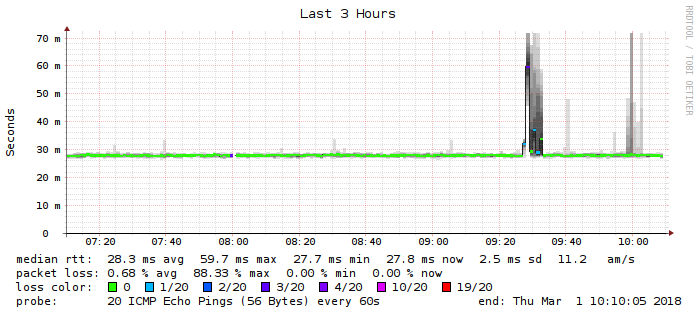 Last 3 Hours
RRDTOOL / TOBI OETIKER
Seconds
70 m
60 m
50 m
40 m
30 m
20 m
10 m
0
07:20 07:40 08:00 08:20 08:40 09:00 09:20 09:40 10:00
median rtt: 28.3 ms avg 59.7 ms max 27.7 ms min 27.8 ms now 2.5 ms sd 11.2 am/s
packet loss: 0.68 % avg 88.33 % max 0.00 % min 0.00 % now
loss color: 0 1/20 2/20 3/20 4/20 10/20 19/20
probe: 20 ICMP Echo Pings (56 Bytes) every 60s end: Thu Mar 1 10:10:05 2018